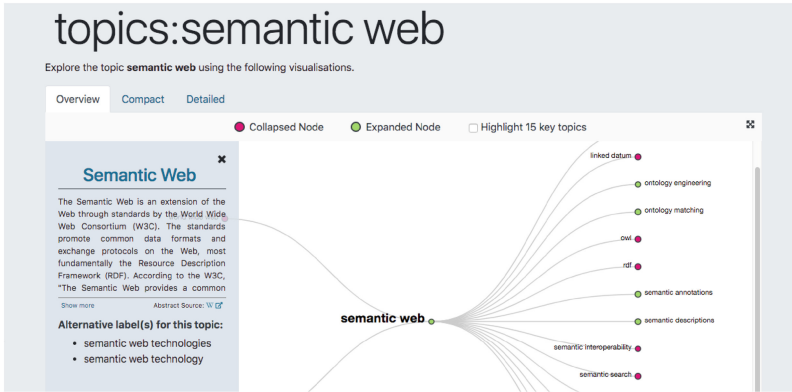 topics:semantic web
Explore the topic semantic web using the following visualisations.
Overview Compact Detailed
Collapsed Node Expanded Node Highlight 15 key topics
Semantic Web
The Semantic Web is an extension of the
Web through standards by the World Wide
Web Consortium (W3C). The standards
promote common data formats and
exchange protocols on the Web, most
fundamentally the Resource Description
Framework (RDF). According to the W3C,
"The Semantic Web provides a common
Show more Abstract Source: W
Alternative label(s) for this topic:
semantic web technologies
semantic web technology
semantic web
linked datum
ontology engineering
ontology matching
owl
rdf
semantic annotations
semantic descriptions
semantic interoperability
semantic search